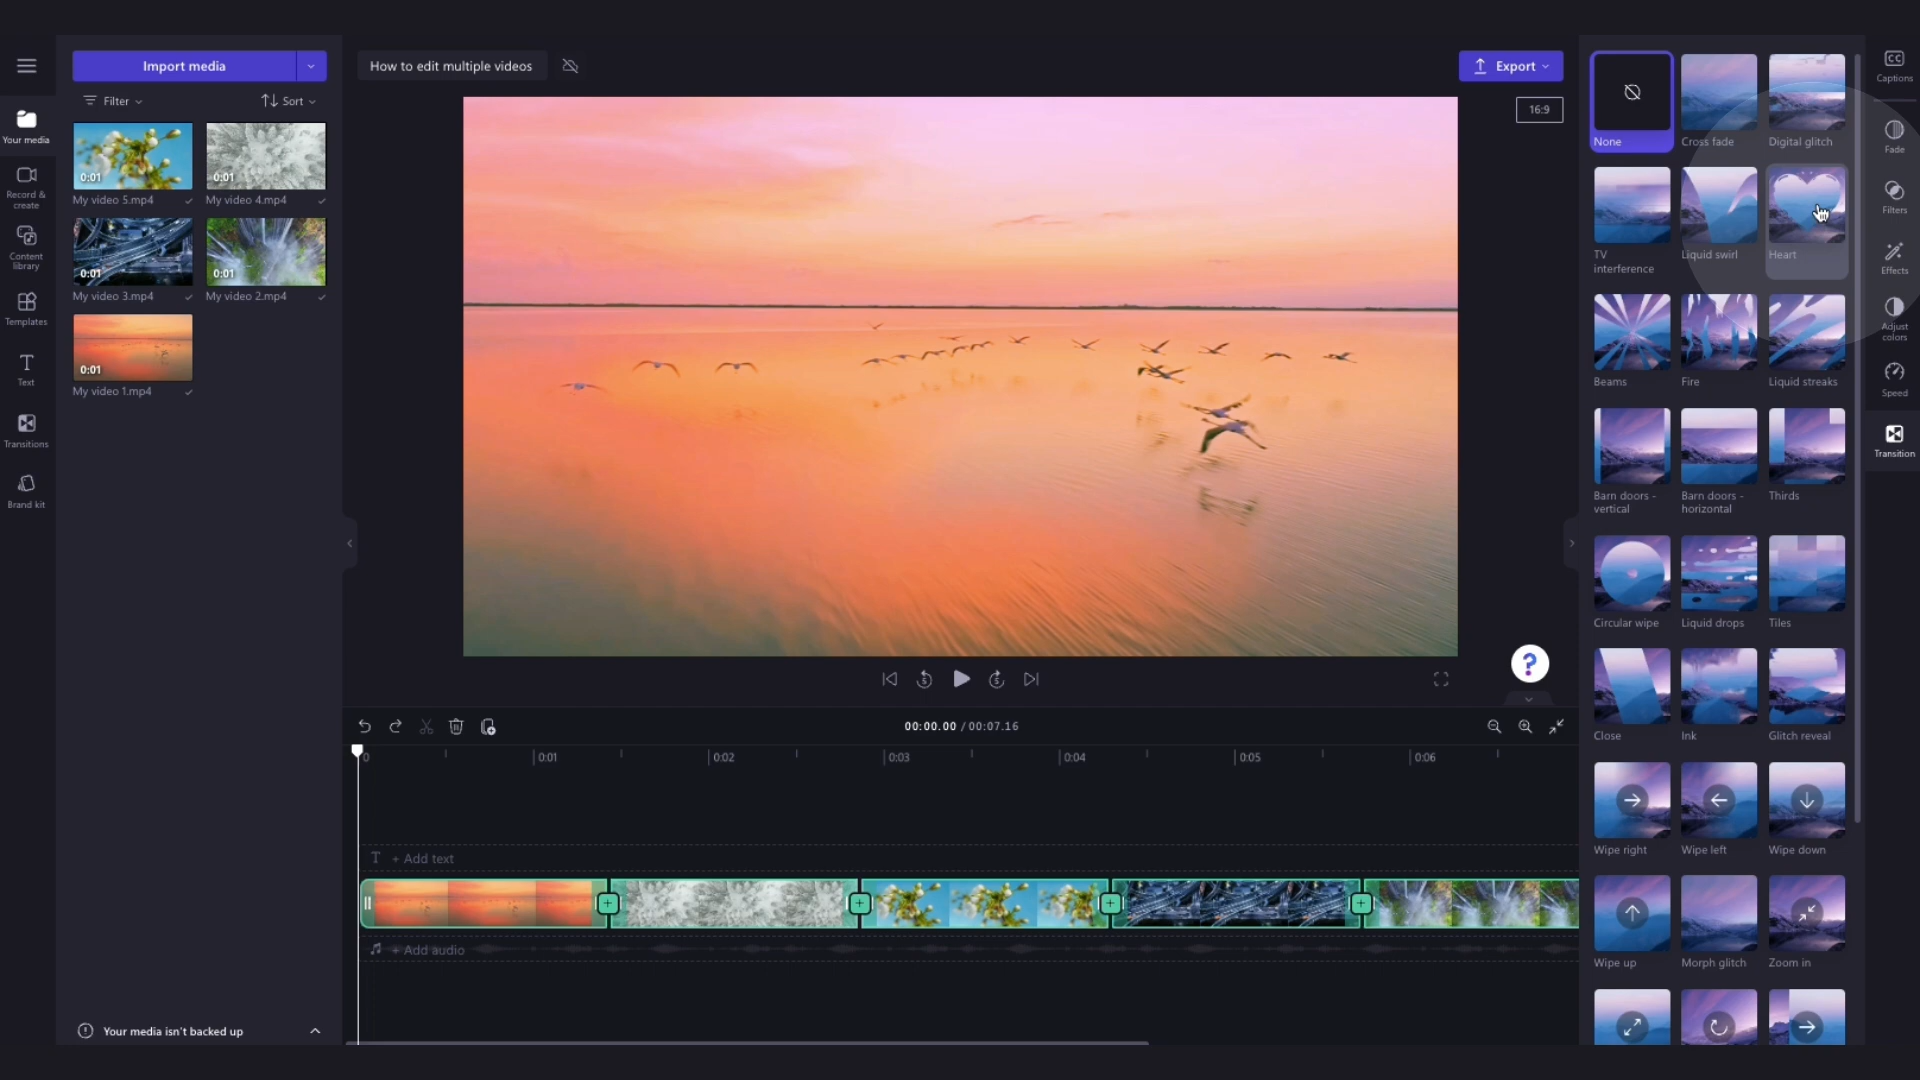 Import media
Filter
Sort
Your media
Record &
create
Content
library
Templates
Text
Transitions
Brand kit
0:01
My video 5.mp4
0:01
My video 4.mp4
0:01
My video 3.mp4
0:01
My video 2.mp4
0:01
My video 1.mp4
Your media isn't backed up
How to edit multiple videos
Export
16:9
?
5
5
00:00.00 / 00:07.16
0
0:01
0:02
0:03
0:04
0:05
0:06
T + Add text
+ Add audio
None
Cross fade
Digital glitch
TV
interference
Liquid swirl
Heart
Beams
Fire
Liquid streaks
Barn doors -
vertical
Barn doors -
horizontal
Thirds
Circular wipe
Liquid drops
Tiles
Close
Ink
Glitch reveal
Wipe right
Wipe left
Wipe down
Wipe up
Morph glitch
Zoom in
CC
Captions
Fade
Filters
Effects
Adjust
colors
Speed
Transition